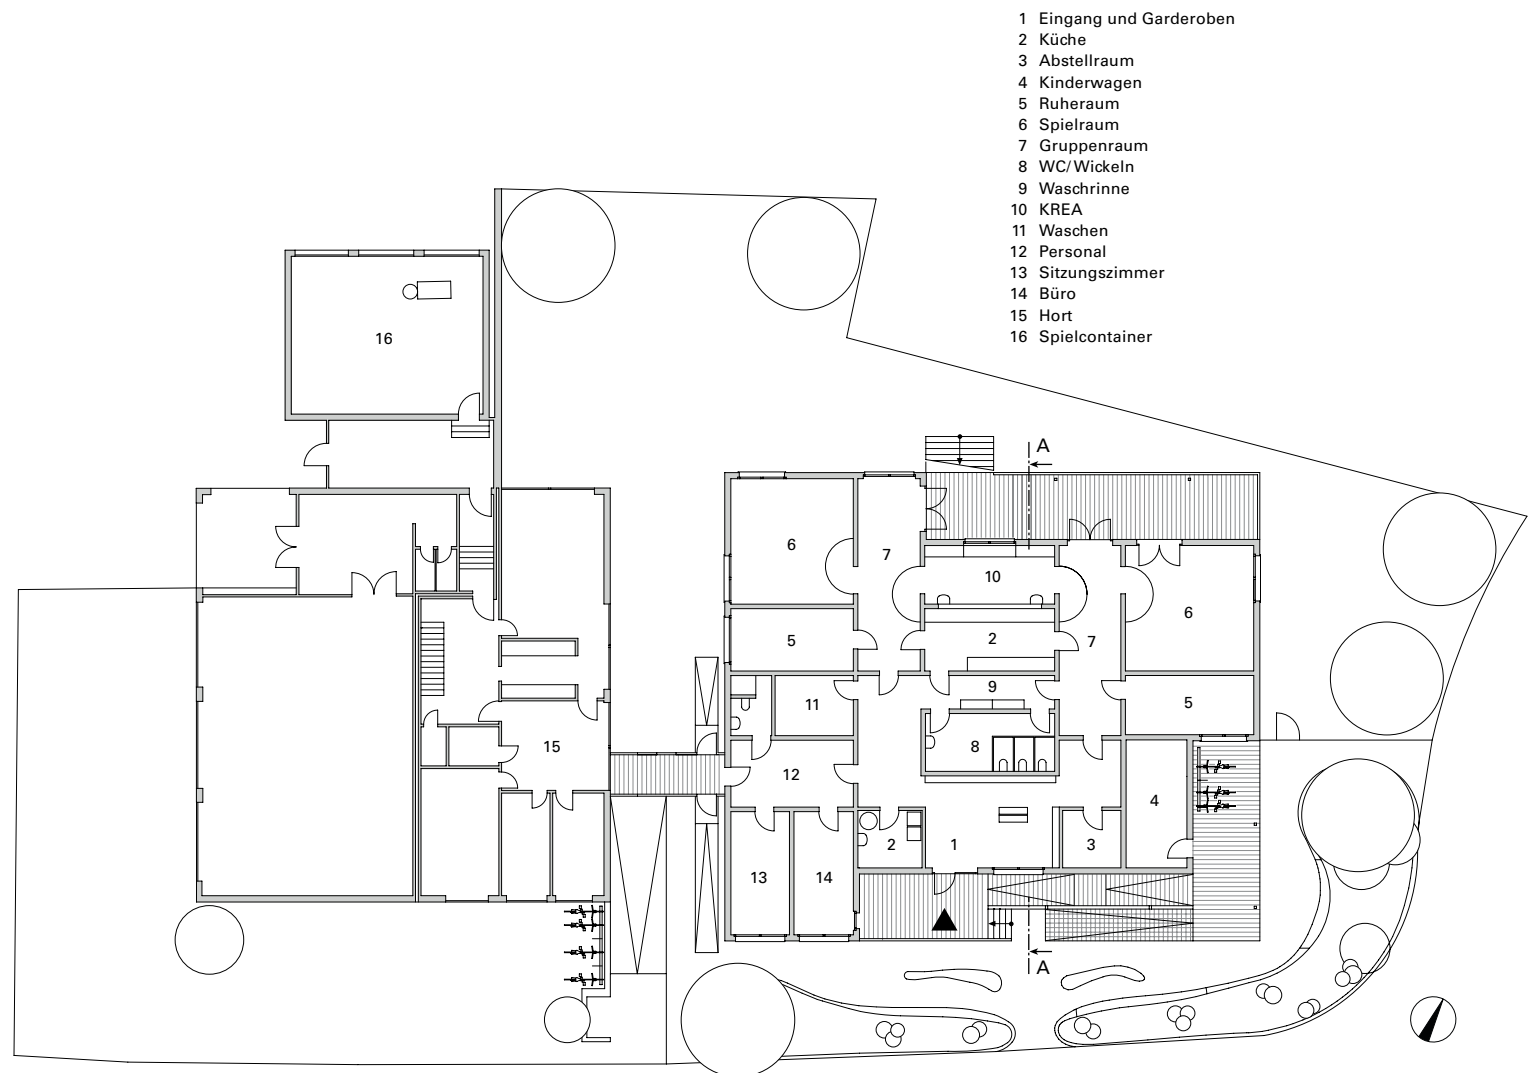 1 Eingang und Garderoben
2 Küche
3 Abstellraum
4 Kinderwagen
5 Ruheraum
6 Spielraum
7 Gruppenraum
8 WC/Wickeln
9 Waschrinne
10 KREA
11 Waschen
12 Personal
13 Sitzungszimmer
14 Büro
15 Hort
16 Spielcontainer
16
A
6
7
10
6
5
2
7
9
11
5
15
8
12
4
2
1
3
13
14
A